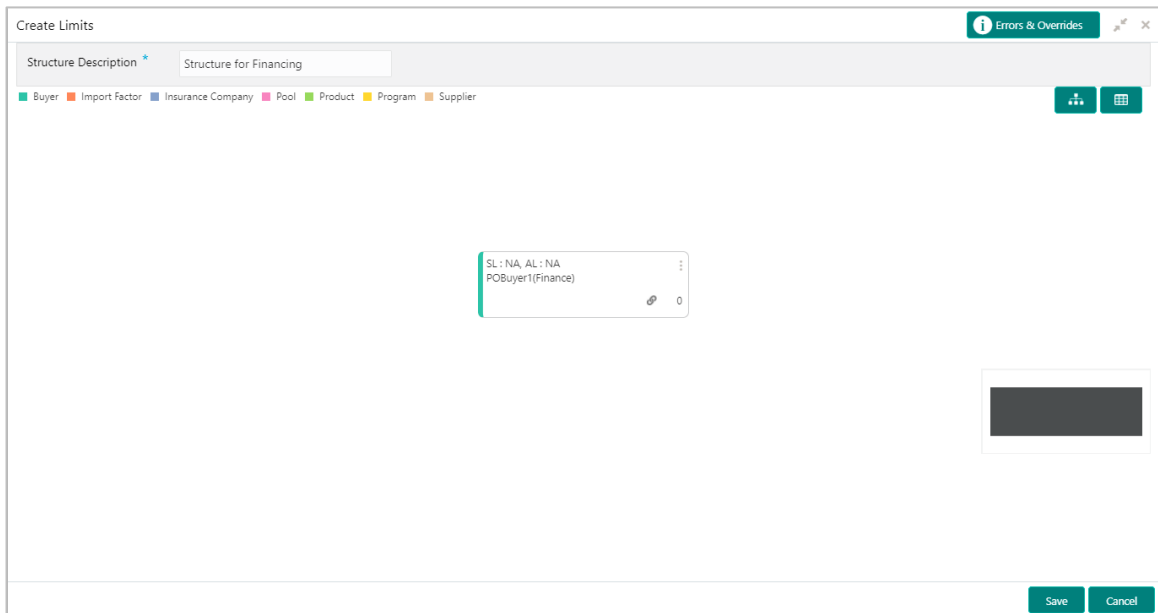 Create Limits
Errors & Overrides
Structure Description *
Structure for Financing
Buyer Import Factor Insurance Company Pool Product Program Supplier
SL : NA, AL : NA
POBuyer1(Finance)
0
Save Cancel